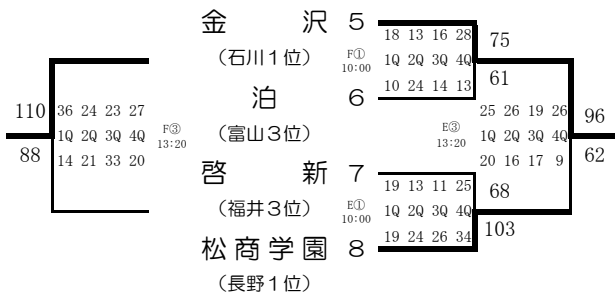 金沢 5
18 13 16 28
75
(石川1位)
F①
10:00
1Q 2Q 3Q 4Q
10 24 14 13
61
泊 6
110
36 24 23 27
F③
13:20
1Q 2Q 3Q 4Q
88
14 21 33 20
(富山3位)
E③
13:20
25 26 19 26
96
1Q 2Q 3Q 4Q
20 16 17 9
62
啓新 7
19 13 11 25
68
(福井3位)
E①
10:00
1Q 2Q 3Q 4Q
19 24 26 34
103
松商学園 8
(長野1位)